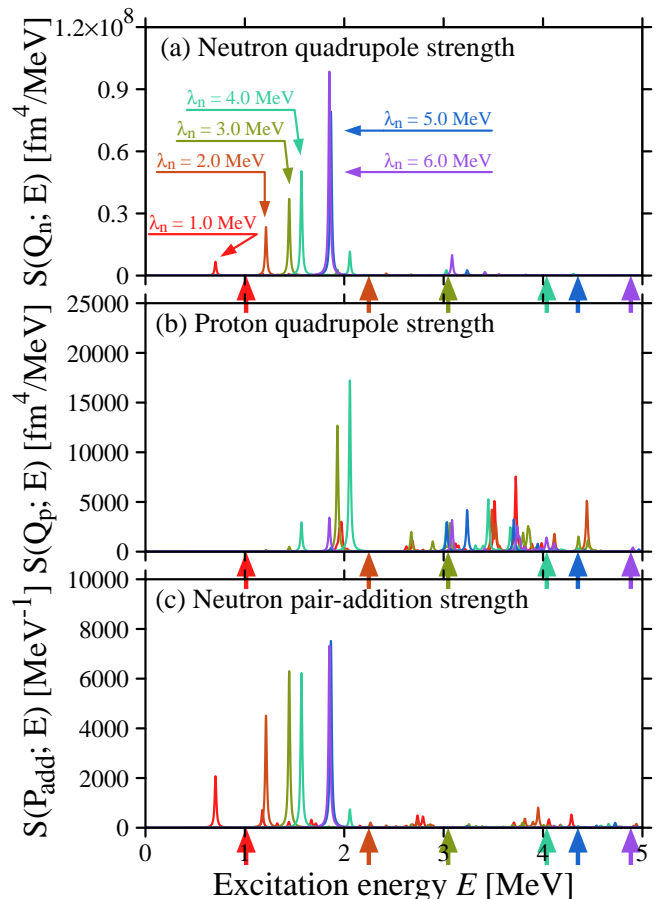 1.2×10⁸
(a) Neutron quadrupole strength
0.9
λn = 4.0 MeV
λn = 3.0 MeV
λn = 5.0 MeV
0.6
λn = 2.0 MeV
λn = 6.0 MeV
0.3
λn = 1.0 MeV
0
S(Qn; E) [fm⁴/MeV]
25000
(b) Proton quadrupole strength
20000
15000
10000
5000
0
S(Qp; E) [fm⁴/MeV]
10000
(c) Neutron pair-addition strength
8000
6000
4000
2000
0
S(Padd; E) [MeV⁻¹]
0 1 2 3 4 5
Excitation energy E [MeV]